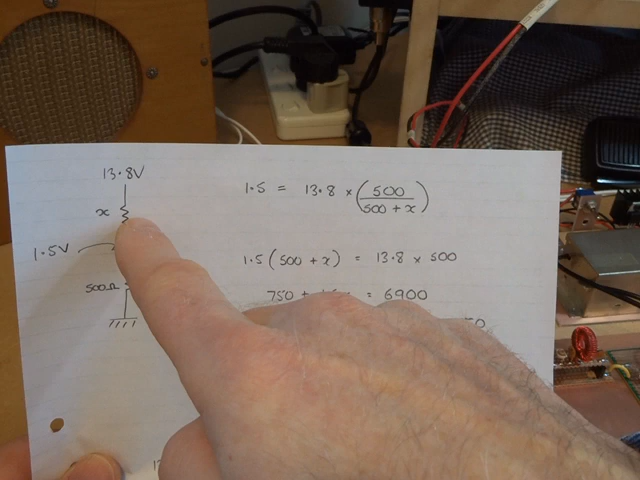 13.8V
x
1.5V
500Ω
1.5 = 13.8 × (500 / 500 + x)
1.5 (500 + x) = 13.8 × 500
750 + = 6900